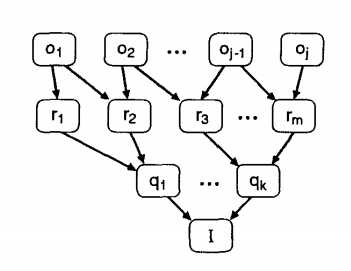 o1 o2 ... oj-1 oj
r1 r2 r3 ... rm
q1 ... qk
I